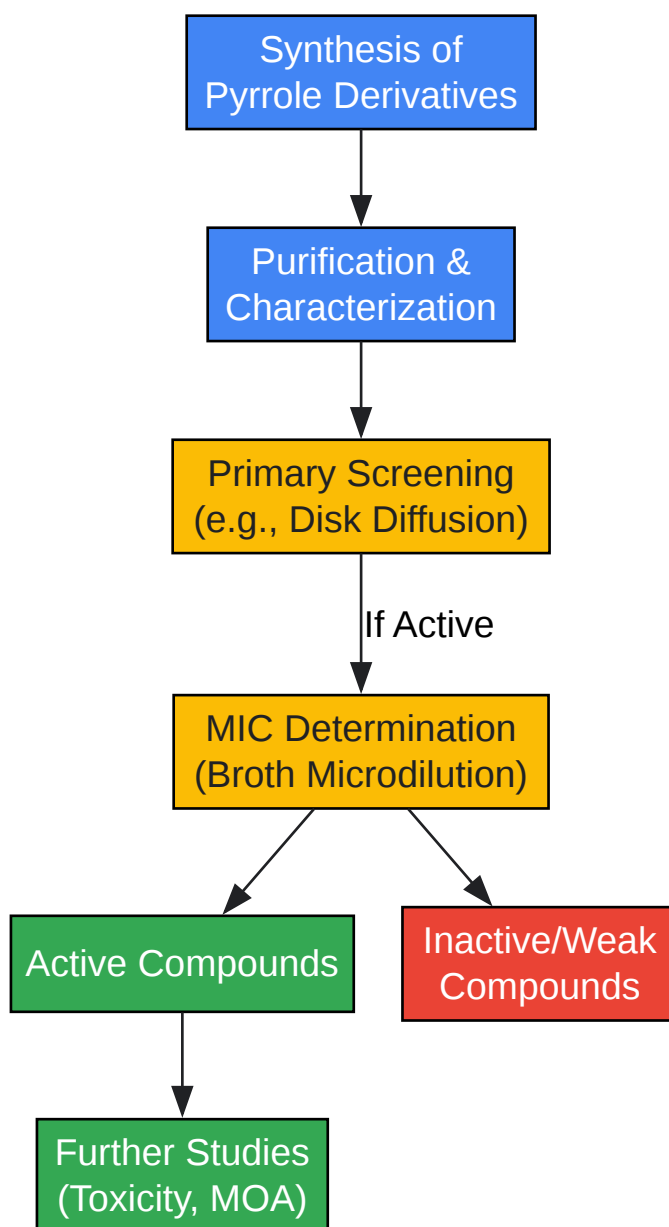 Synthesis of
Pyrrole Derivatives
Purification &
Characterization
Primary Screening
(e.g., Disk Diffusion)
If Active
MIC Determination
(Broth Microdilution)
Active Compounds
Inactive/Weak
Compounds
Further Studies
(Toxicity, MOA)